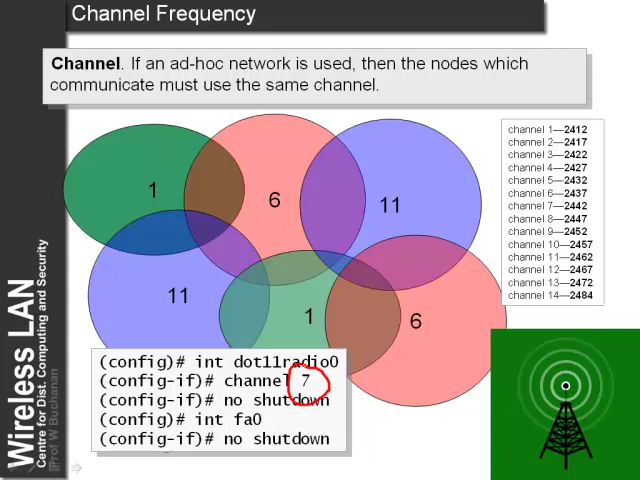 Channel Frequency
Channel. If an ad-hoc network is used, then the nodes which
communicate must use the same channel.
1
6
11
11
1
6
channel 1—2412
channel 2—2417
channel 3—2422
channel 4—2427
channel 5—2432
channel 6—2437
channel 7—2442
channel 8—2447
channel 9—2452
channel 10—2457
channel 11—2462
channel 12—2467
channel 13—2472
channel 14—2484
(config)# int dot11radio0
(config-if)# channel 7
(config-if)# no shutdown
(config-if)# int fa0
(config-if)# no shutdown
Wireless LAN
Centre for Dist. Computing and Security
Prof W Buchanan